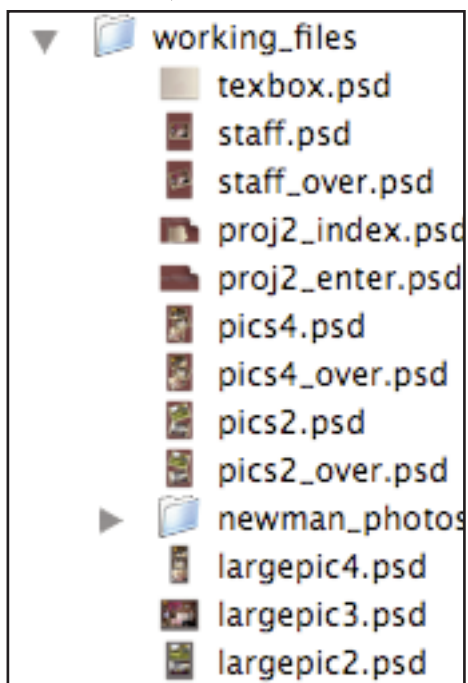 working_files
texbox.psd
staff.psd
staff_over.psd
proj2_index.psd
proj2_enter.psd
pics4.psd
pics4_over.psd
pics2.psd
pics2_over.psd
newman_photos
largepic4.psd
largepic3.psd
largepic2.psd